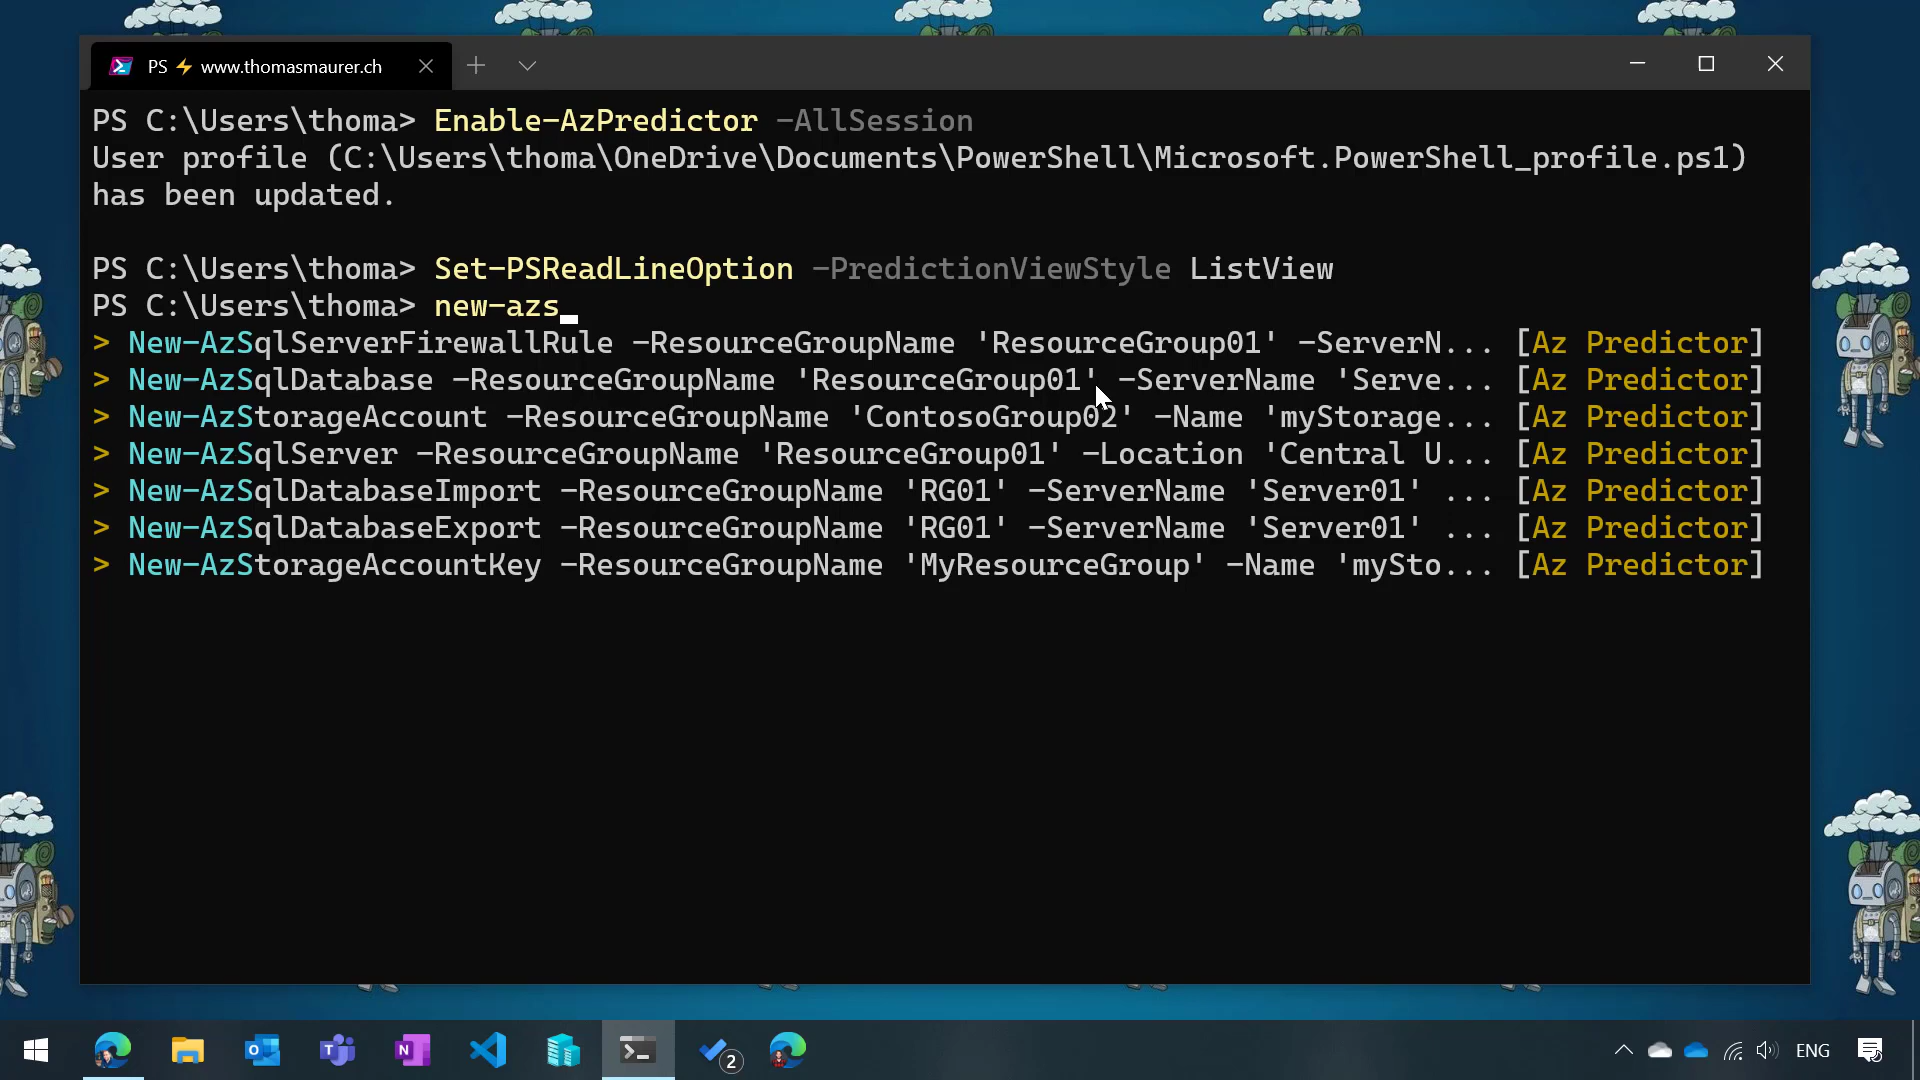 PS ⚡ www.thomasmaurer.ch
PS C:\Users\thoma> Enable-AzPredictor -AllSession
User profile (C:\Users\thoma\OneDrive\Documents\PowerShell\Microsoft.PowerShell_profile.ps1)
has been updated.
PS C:\Users\thoma> Set-PSReadLineOption -PredictionViewStyle ListView
PS C:\Users\thoma> new-azs_
> New-AzSqlServerFirewallRule -ResourceGroupName 'ResourceGroup01' -ServerN... [Az Predictor]
> New-AzSqlDatabase -ResourceGroupName 'ResourceGroup01' -ServerName 'Serve... [Az Predictor]
> New-AzStorageAccount -ResourceGroupName 'ContosoGroup02' -Name 'myStorage... [Az Predictor]
> New-AzSqlServer -ResourceGroupName 'ResourceGroup01' -Location 'Central U... [Az Predictor]
> New-AzSqlDatabaseImport -ResourceGroupName 'RG01' -ServerName 'Server01' ... [Az Predictor]
> New-AzSqlDatabaseExport -ResourceGroupName 'RG01' -ServerName 'Server01' ... [Az Predictor]
> New-AzStorageAccountKey -ResourceGroupName 'MyResourceGroup' -Name 'mySto... [Az Predictor]
2
ENG